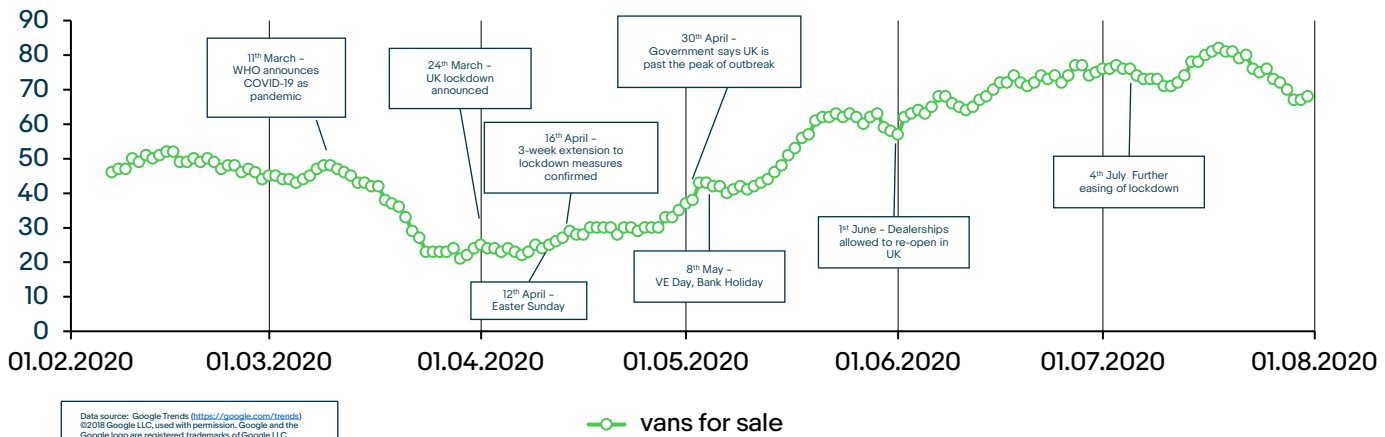 90
80
70
60
50
40
30
20
10
0
11th March –
WHO announces
COVID-19 as
pandemic
24th March –
UK lockdown
announced
16th April –
3-week extension to
lockdown measures
confirmed
12th April –
Easter Sunday
30th April –
Government says UK is
past the peak of outbreak
8th May –
VE Day, Bank Holiday
1st June – Dealerships
allowed to re-open in
UK
4th July Further
easing of lockdown
01.02.2020
01.03.2020
01.04.2020
01.05.2020
01.06.2020
01.07.2020
01.08.2020
Data source: Google Trends (https://google.com/trends)
©2018 Google LLC, used with permission. Google and the
Google logo are registered trademarks of Google LLC.
vans for sale